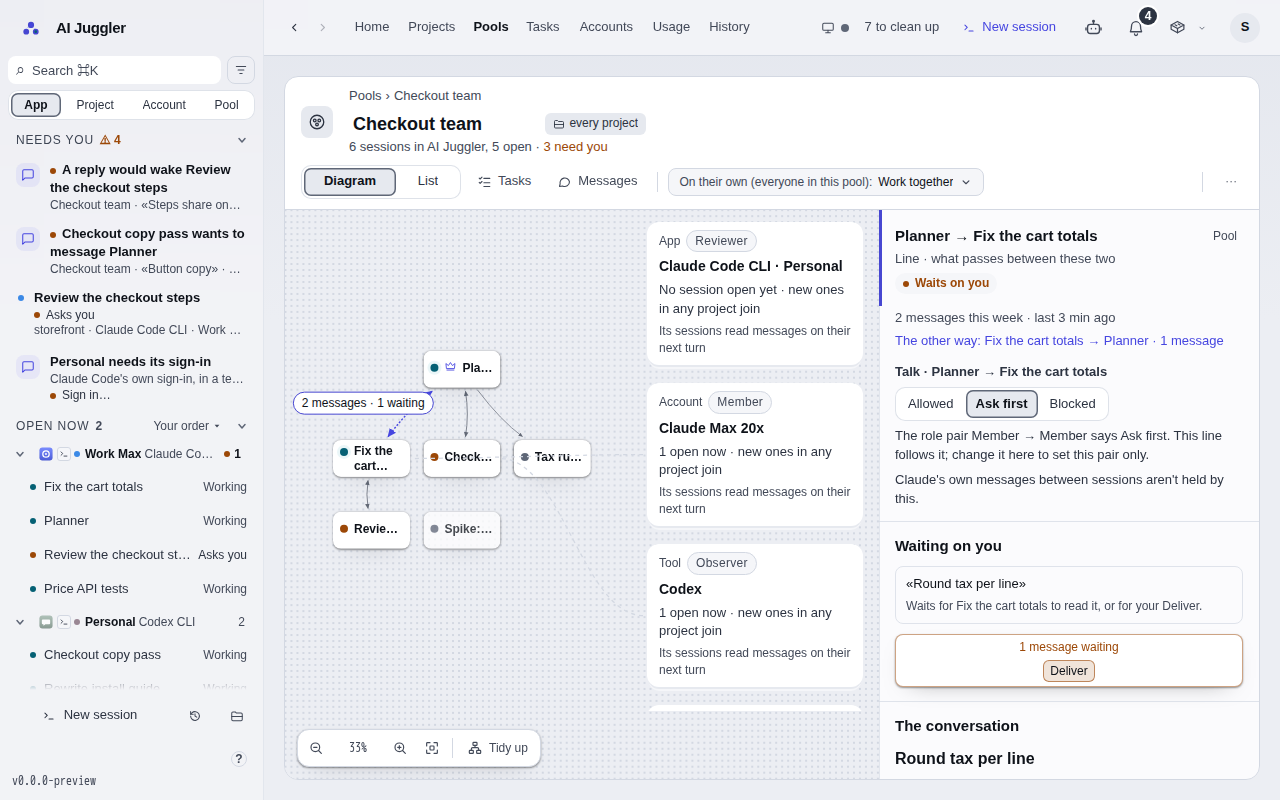 AI Juggler
Search ⌘K
App
Project
Account
Pool
NEEDS YOU 4
A reply would wake Review the checkout steps
Checkout team · «Steps share on…
Checkout copy pass wants to message Planner
Checkout team · «Button copy» · …
Review the checkout steps
Asks you
storefront · Claude Code CLI · Work …
Personal needs its sign-in
Claude Code's own sign-in, in a te…
Sign in…
OPEN NOW 2
Your order
Work Max Claude Co…
1
Fix the cart totals
Working
Planner
Working
Review the checkout st…
Asks you
Price API tests
Working
Personal Codex CLI
2
Checkout copy pass
Working
Rewrite install guide
Working
New session
?
v0.0.0-preview
Home
Projects
Pools
Tasks
Accounts
Usage
History
7 to clean up
New session
4
S
Pools › Checkout team
Checkout team
every project
6 sessions in AI Juggler, 5 open · 3 need you
Diagram
List
Tasks
Messages
On their own (everyone in this pool): Work together
···
Pla…
2 messages · 1 waiting
Fix the cart…
Check…
Tax ru…
Revie…
Spike:…
App
Reviewer
Claude Code CLI · Personal
No session open yet · new ones in any project join
Its sessions read messages on their next turn
Account
Member
Claude Max 20x
1 open now · new ones in any project join
Its sessions read messages on their next turn
Tool
Observer
Codex
1 open now · new ones in any project join
Its sessions read messages on their next turn
33%
Tidy up
Planner → Fix the cart totals
Pool
Line · what passes between these two
Waits on you
2 messages this week · last 3 min ago
The other way: Fix the cart totals → Planner · 1 message
Talk · Planner → Fix the cart totals
Allowed
Ask first
Blocked
The role pair Member → Member says Ask first. This line follows it; change it here to set this pair only.
Claude's own messages between sessions aren't held by this.
Waiting on you
«Round tax per line»
Waits for Fix the cart totals to read it, or for your Deliver.
1 message waiting
Deliver
The conversation
Round tax per line